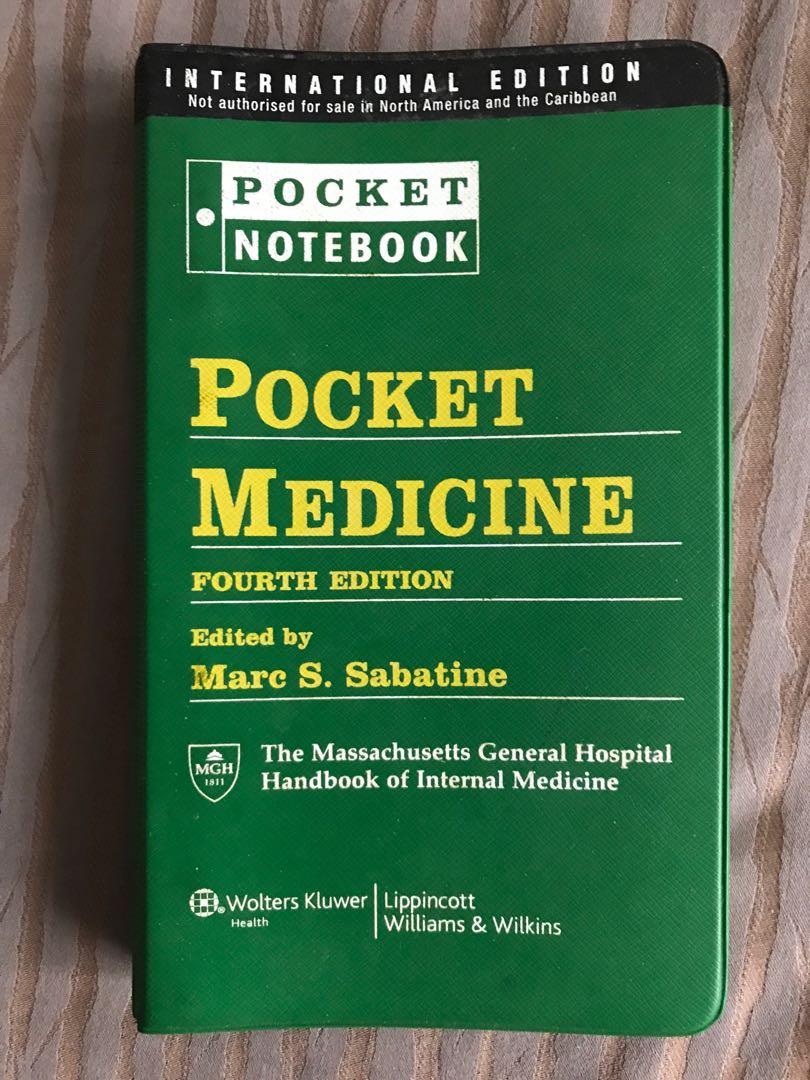 INTERNATIONAL EDITION
Not authorised for sale in North America and the Caribbean
POCKET
NOTEBOOK
POCKET
MEDICINE
FOURTH EDITION
Edited by
Marc S. Sabatine
MGH
1811
The Massachusetts General Hospital
Handbook of Internal Medicine
Wolters Kluwer
Health
Lippincott
Williams & Wilkins